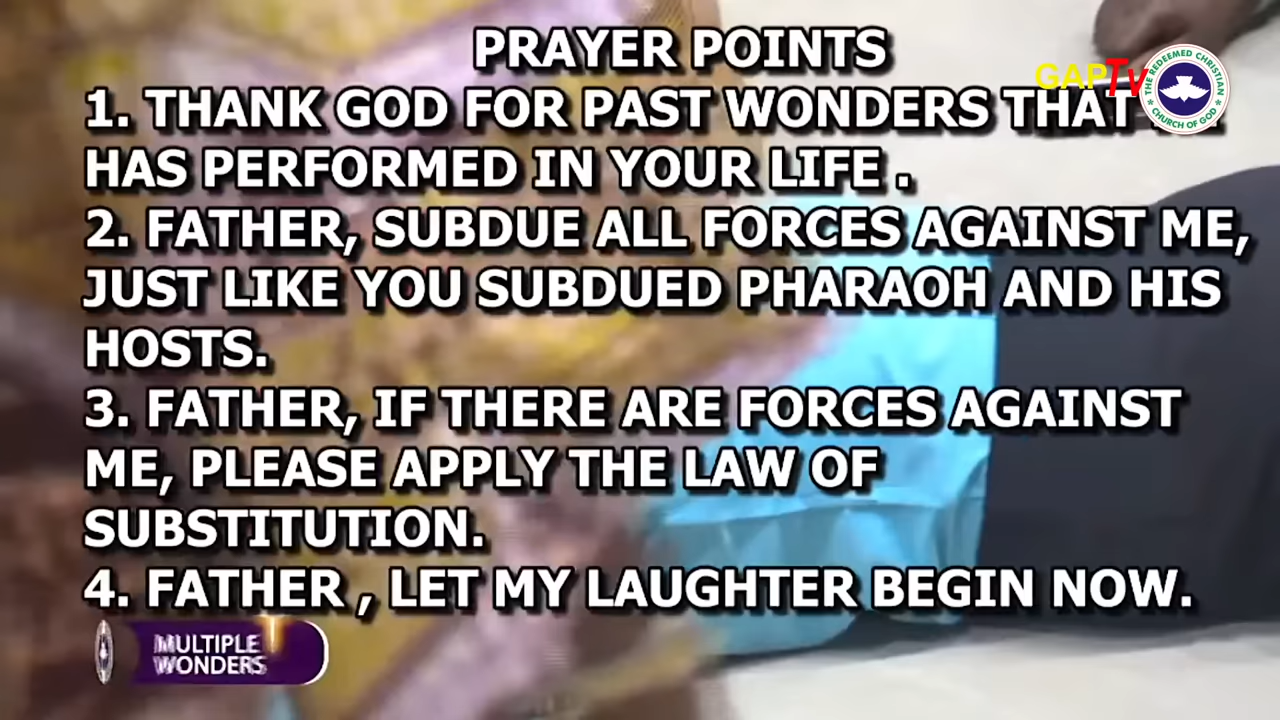 PRAYER POINTS
1. THANK GOD FOR PAST WONDERS THAT
HAS PERFORMED IN YOUR LIFE .
2. FATHER, SUBDUE ALL FORCES AGAINST ME,
JUST LIKE YOU SUBDUED PHARAOH AND HIS
HOSTS.
3. FATHER, IF THERE ARE FORCES AGAINST
ME, PLEASE APPLY THE LAW OF
SUBSTITUTION.
4. FATHER , LET MY LAUGHTER BEGIN NOW.
GAPTv
THE REDEEMED CHRISTIAN
CHURCH OF GOD
MULTIPLE
WONDERS